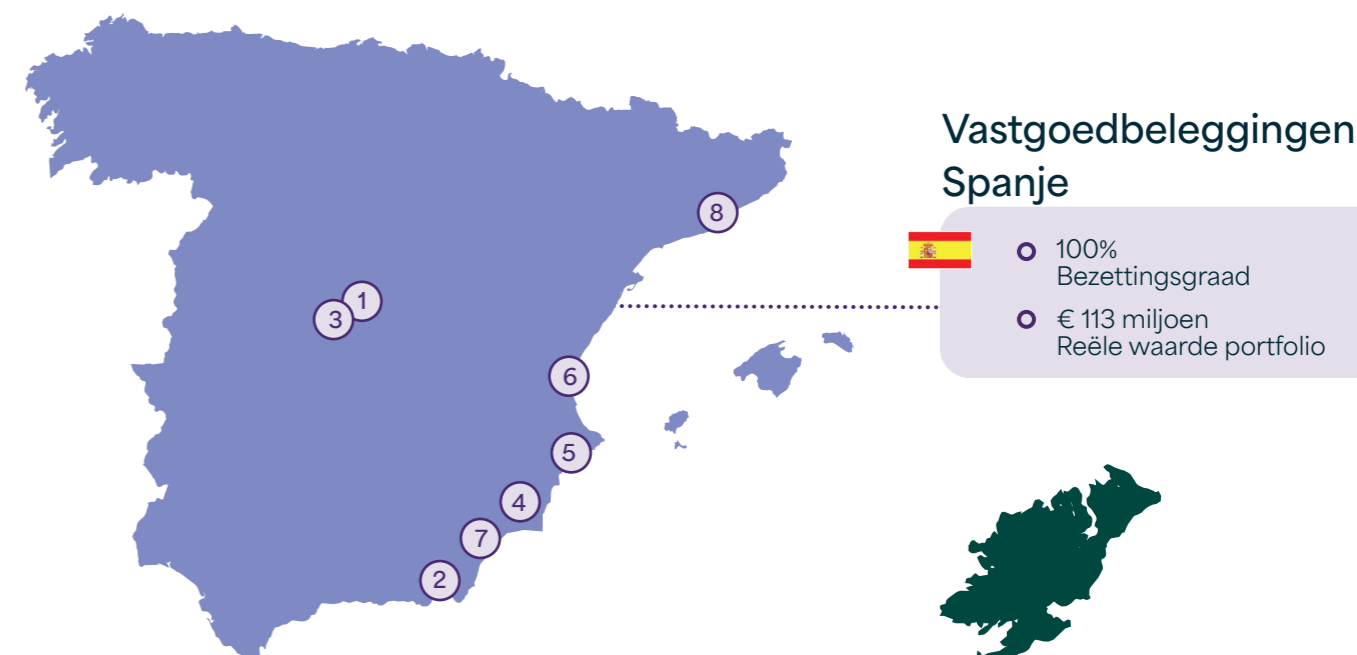 Vastgoedbeleggingen
Spanje
100%
Bezettingsgraad
€ 113 miljoen
Reële waarde portfolio
8
1
3
6
5
4
7
2